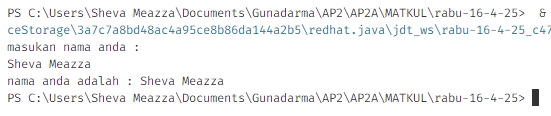 PS C:\Users\Sheva Meazza\Documents\Gunadarma\AP2\AP2A\MATKUL\rabu-16-4-25> &
ceStorage\3a7c7a8bd48ac4a95ce8b86da144a2b5\redhat.java\jdt_ws\rabu-16-4-25_c47
masukan nama anda :
Sheva Meazza
nama anda adalah : Sheva Meazza
PS C:\Users\Sheva Meazza\Documents\Gunadarma\AP2\AP2A\MATKUL\rabu-16-4-25>